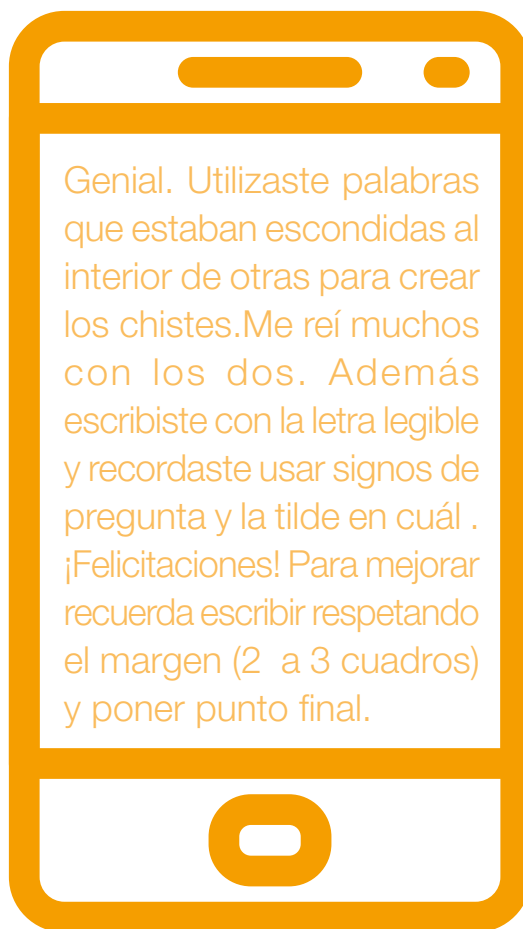 Genial. Utilizaste palabras
que estaban escondidas al
interior de otras para crear
los chistes.Me reí muchos
con los dos. Además
escribiste con la letra legible
y recordaste usar signos de
pregunta y la tilde en cuál .
¡Felicitaciones! Para mejorar
recuerda escribir respetando
el margen (2  a 3 cuadros)
y poner punto final.